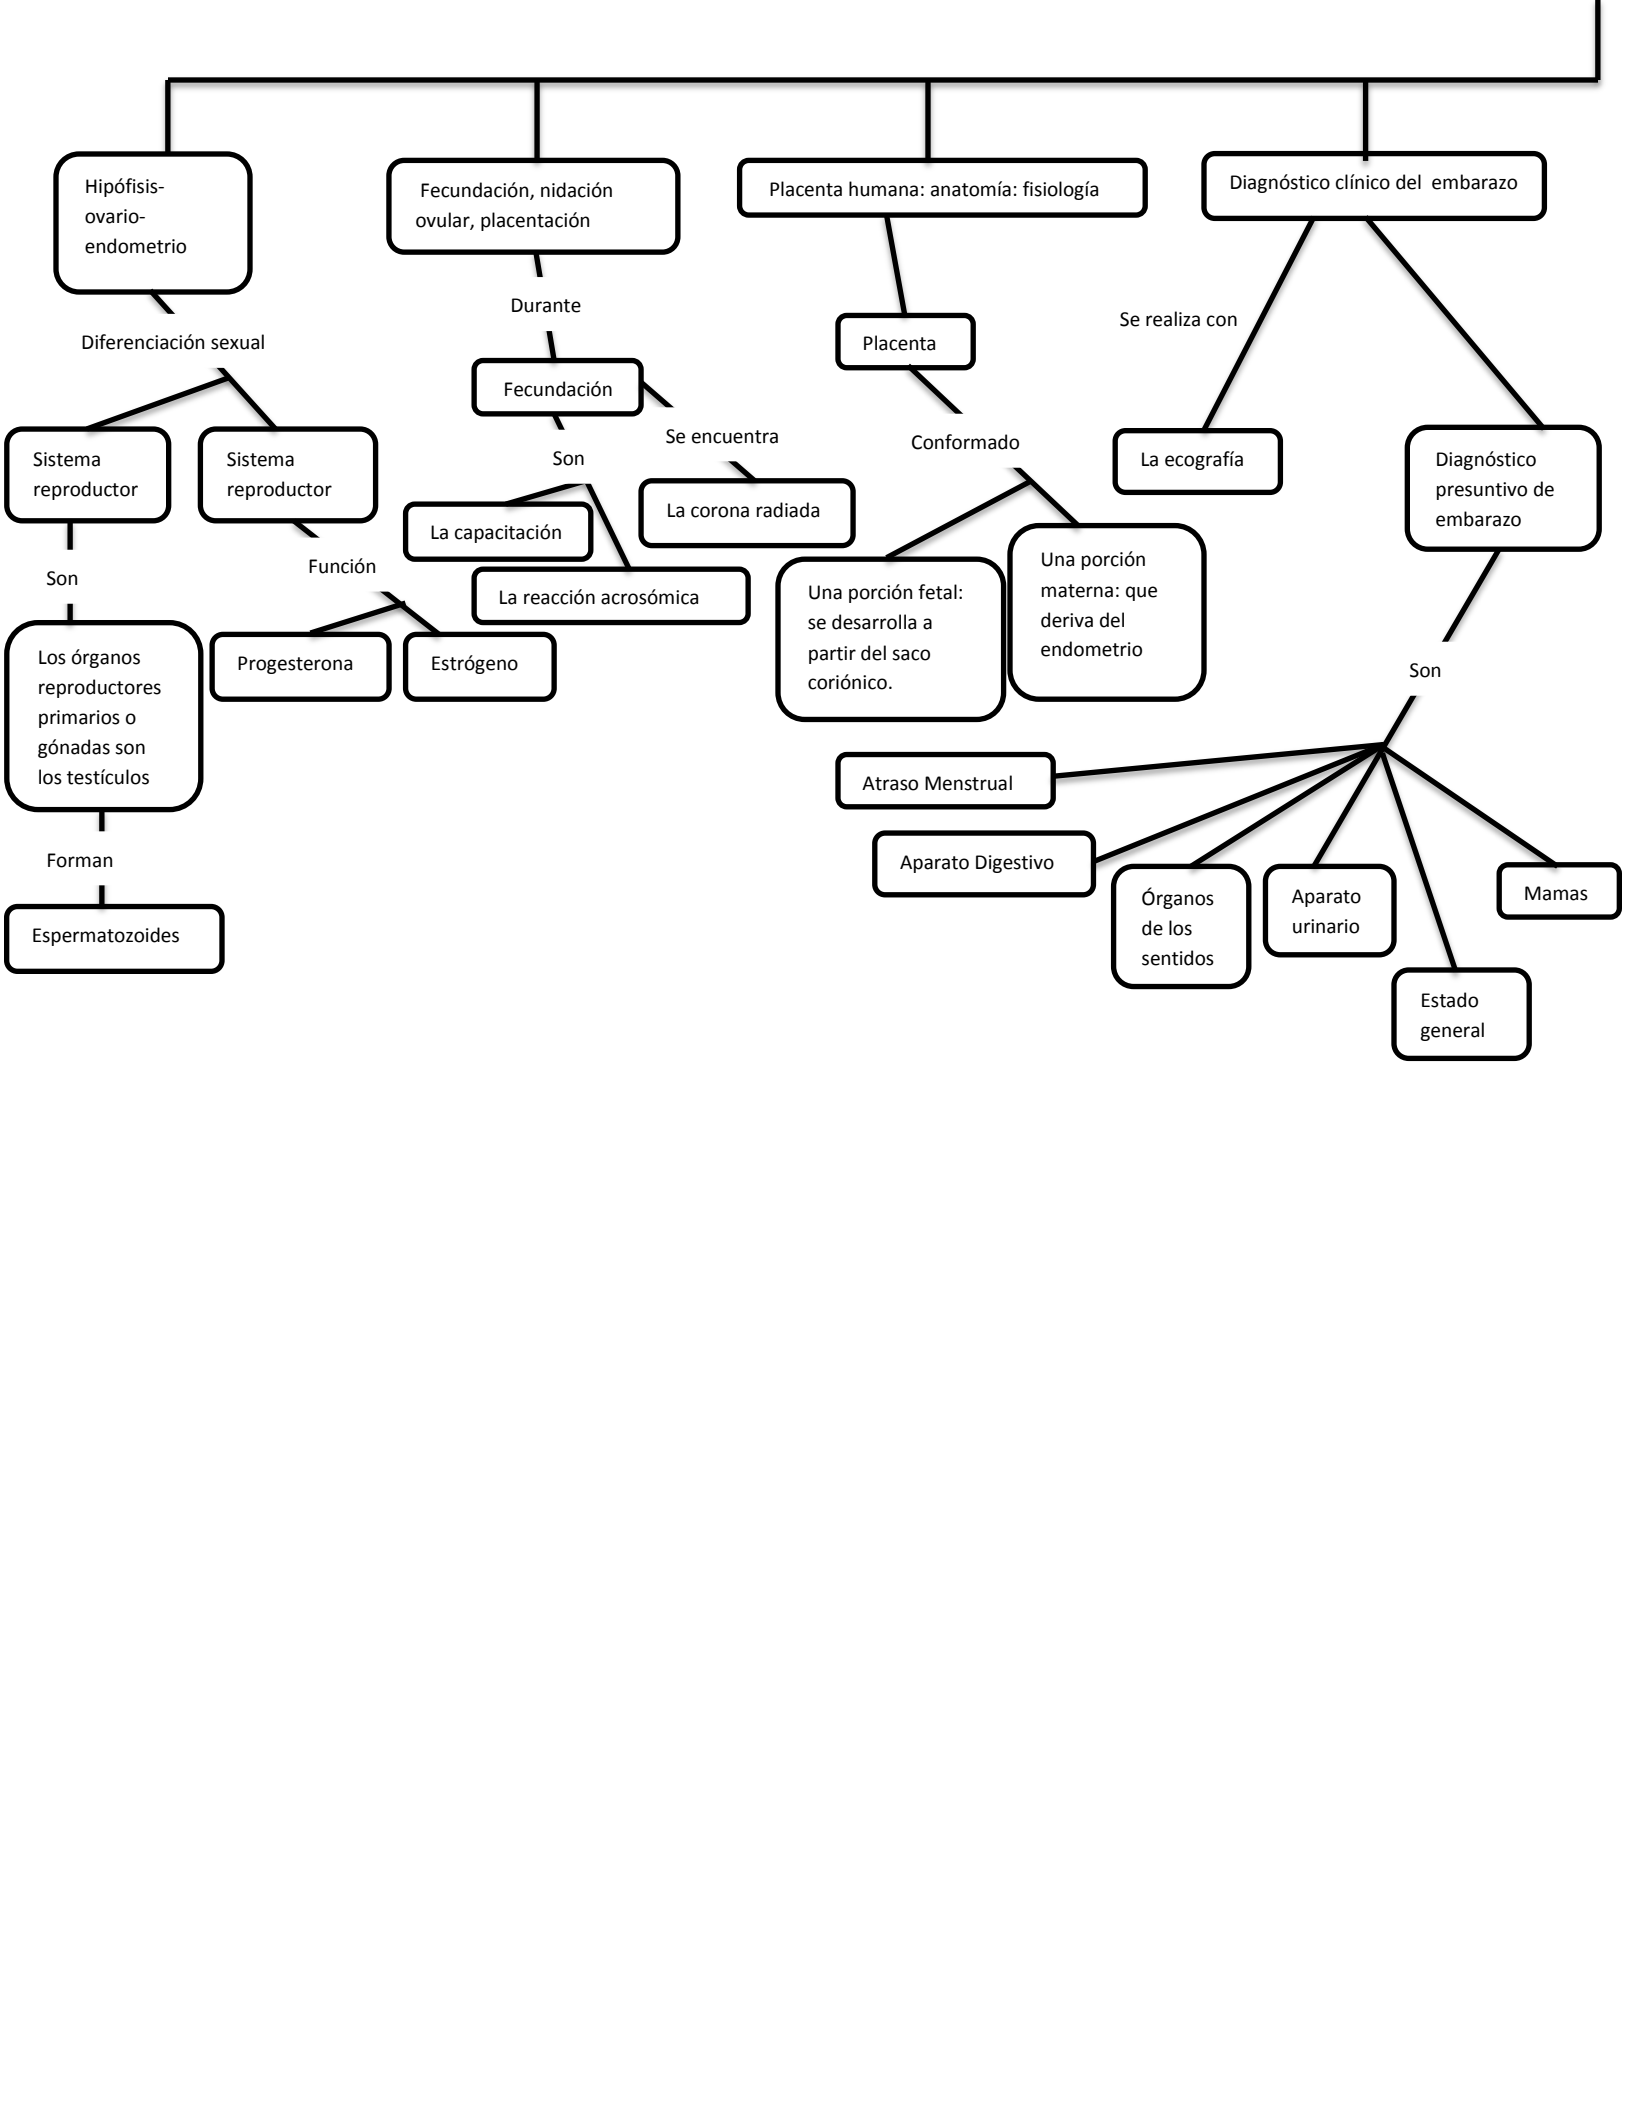 Hipófisis-
ovario-
endometrio
Fecundación, nidación
ovular, placentación
Placenta humana: anatomía: fisiología
Diagnóstico clínico del embarazo
Durante
Se realiza con
Diferenciación sexual
Placenta
Fecundación
Se encuentra
Conformado
Son
Sistema
reproductor
Sistema
reproductor
La ecografía
Diagnóstico
presuntivo de
embarazo
La capacitación
La corona radiada
Función
Son
La reacción acrosómica
Una porción fetal:
se desarrolla a
partir del saco
coriónico.
Una porción
materna: que
deriva del
endometrio
Los órganos
reproductores
primarios o
gónadas son
los testículos
Progesterona
Estrógeno
Son
Atraso Menstrual
Forman
Aparato Digestivo
Órganos
de los
sentidos
Aparato
urinario
Mamas
Espermatozoides
Estado
general